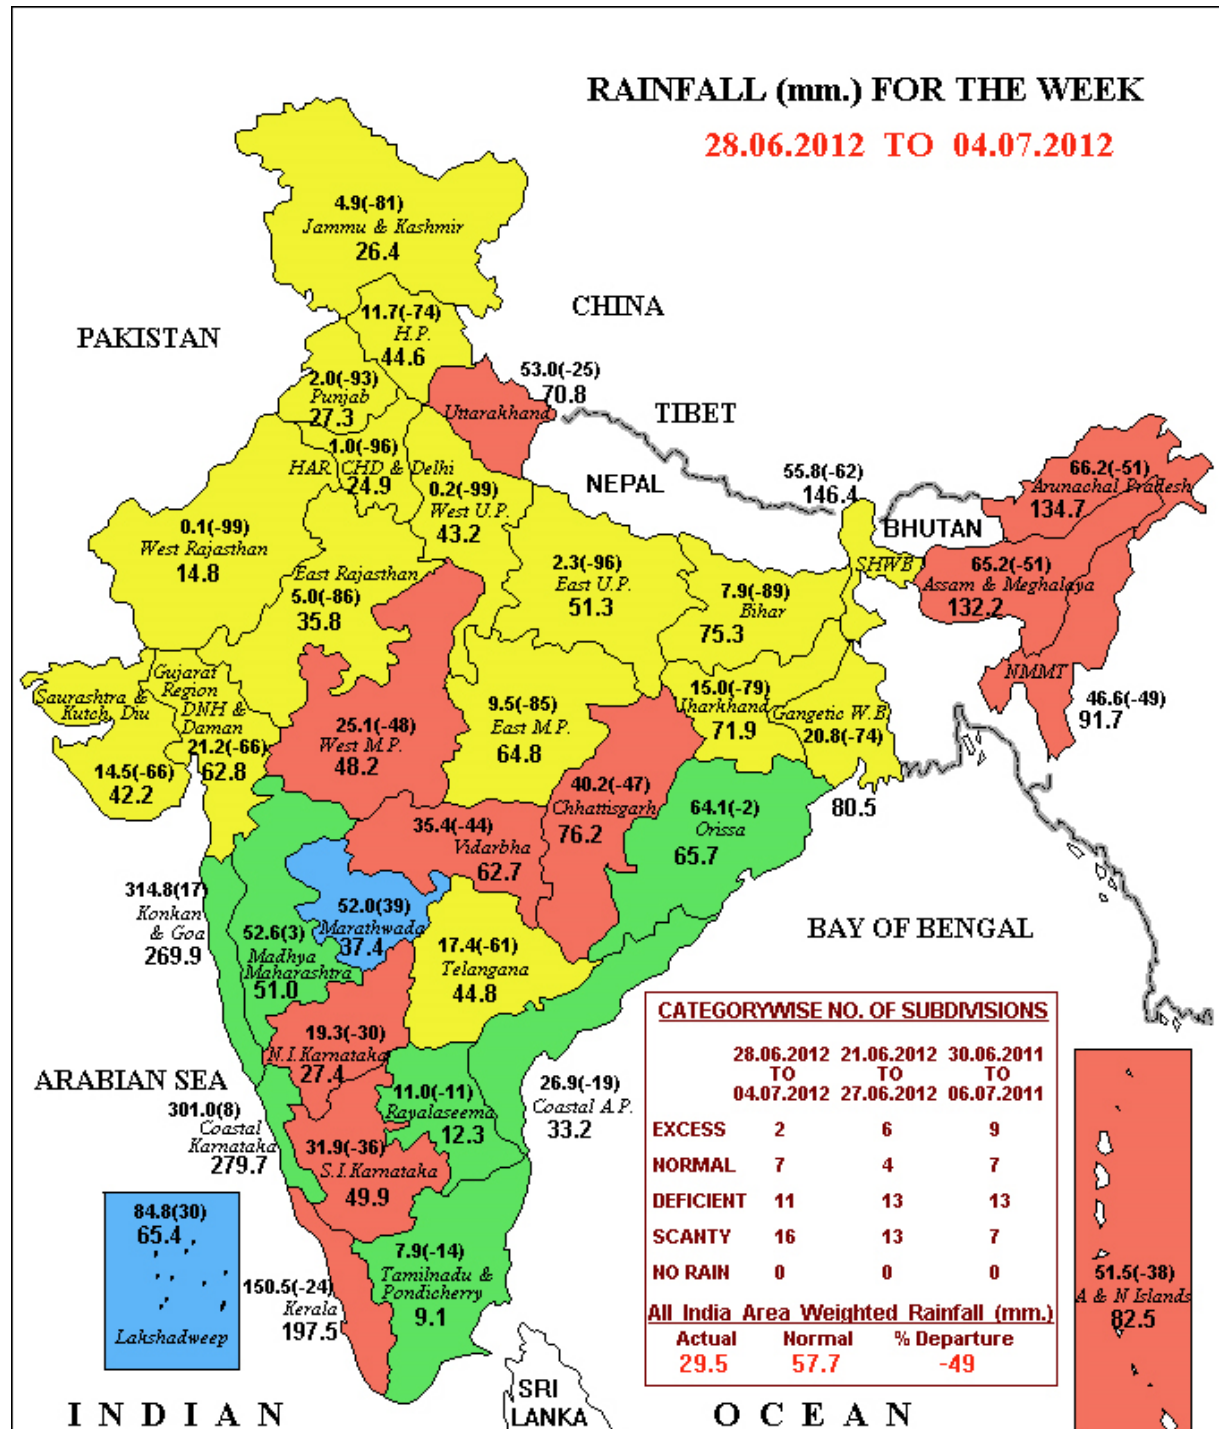 RAINFALL (mm.) FOR THE WEEK
28.06.2012 TO 04.07.2012
4.9(-81)
Jammu & Kashmir
26.4
CHINA
11.7(-74)
H.P.
44.6
PAKISTAN
53.0(-25)
70.8
Uttarakhand
2.0(-93)
Punjab
27.3
TIBET
1.0(-96)
HAR. CHD & Delhi
24.9
NEPAL
55.8(-62)
146.4
SHWB
BHUTAN
66.2(-51)
Arunachal Pradesh
134.7
0.2(-99)
West U.P.
43.2
0.1(-99)
West Rajasthan
14.8
East Rajasthan
5.0(-86)
35.8
2.3(-96)
East U.P.
51.3
7.9(-89)
Bihar
75.3
65.2(-51)
Assam & Meghalaya
132.2
NMMT
46.6(-49)
91.7
Saurashtra &
Kutch, Diu
14.5(-66)
42.2
Gujarat
Region
DNH &
Daman
21.2(-66)
62.8
25.1(-48)
West M.P.
48.2
9.5(-85)
East M.P.
64.8
15.0(-79)
Jharkhand
71.9
Gangetic W.B
20.8(-74)
80.5
40.2(-47)
Chhattisgarh
76.2
64.1(-2)
Orissa
65.7
35.4(-44)
Vidarbha
62.7
314.8(17)
Konkan
& Goa
269.9
52.6(3)
Madhya
Maharashtra
51.0
52.0(39)
Marathwada
37.4
17.4(-61)
Telangana
44.8
BAY OF BENGAL
19.3(-30)
N.I.Karnataka
27.4
ARABIAN SEA
301.0(8)
Coastal
Karnataka
279.7
11.0(-11)
Rayalaseema
12.3
26.9(-19)
Coastal A.P.
33.2
31.9(-36)
S.I.Karnataka
49.9
84.8(30)
65.4
Lakshadweep
150.5(-24)
Kerala
197.5
7.9(-14)
Tamilnadu &
Pondicherry
9.1
CATEGORYWISE NO. OF SUBDIVISIONS
28.06.2012 21.06.2012 30.06.2011
TO TO TO
04.07.2012 27.06.2012 06.07.2011
EXCESS 2 6 9
NORMAL 7 4 7
DEFICIENT 11 13 13
SCANTY 16 13 7
NO RAIN 0 0 0
All India Area Weighted Rainfall (mm.)
Actual Normal % Departure
29.5 57.7 -49
51.5(-38)
A & N Islands
82.5
SRI
LANKA
INDIAN OCEAN